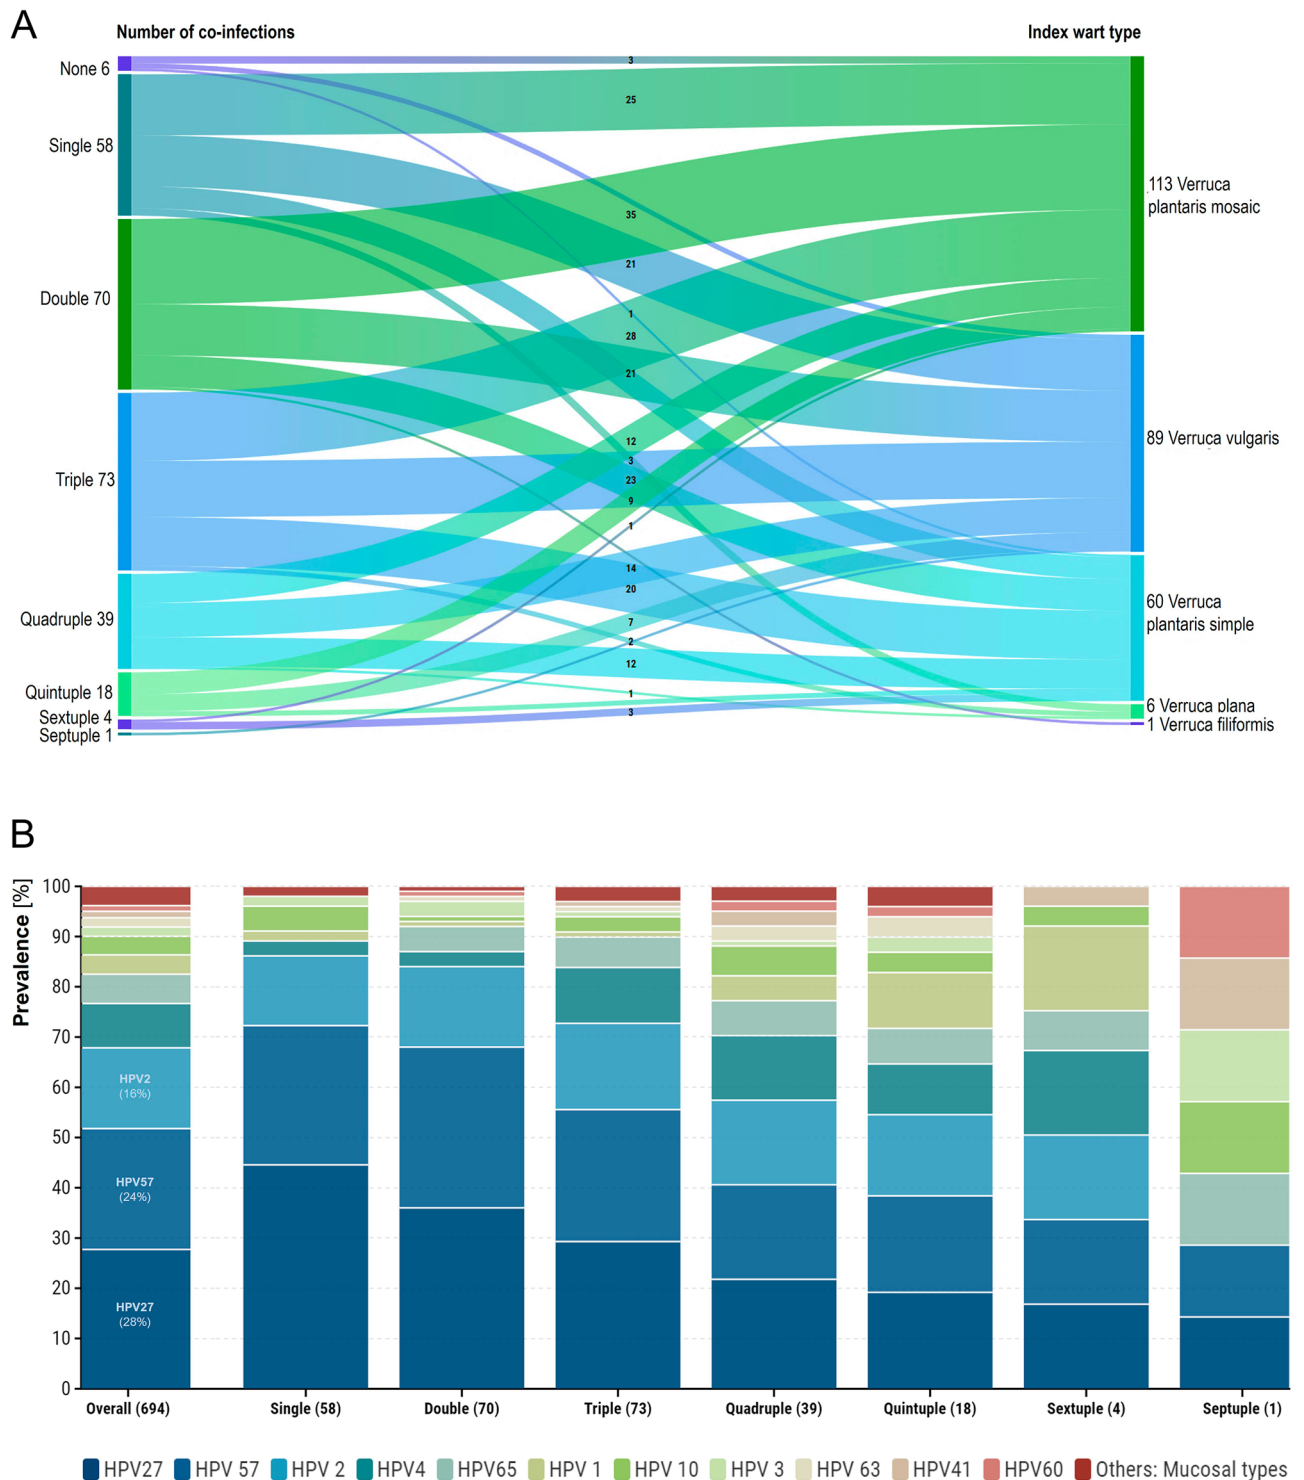 A
Number of co-infections
Index wart type
None 6
Single 58
Double 70
Triple 73
Quadruple 39
Quintuple 18
Sextuple 4
Septuple 1
3
25
35
21
1
28
21
12
3
23
9
1
14
20
7
2
12
1
3
113 Verruca
plantaris mosaic
89 Verruca vulgaris
60 Verruca
plantaris simple
6 Verruca plana
1 Verruca filiformis
B
Prevalence [%]
100
90
80
70
60
50
40
30
20
10
0
HPV2
(16%)
HPV57
(24%)
HPV27
(28%)
Overall (694)
Single (58)
Double (70)
Triple (73)
Quadruple (39)
Quintuple (18)
Sextuple (4)
Septuple (1)
HPV27
HPV 57
HPV 2
HPV4
HPV65
HPV 1
HPV 10
HPV 3
HPV 63
HPV41
HPV60
Others: Mucosal types